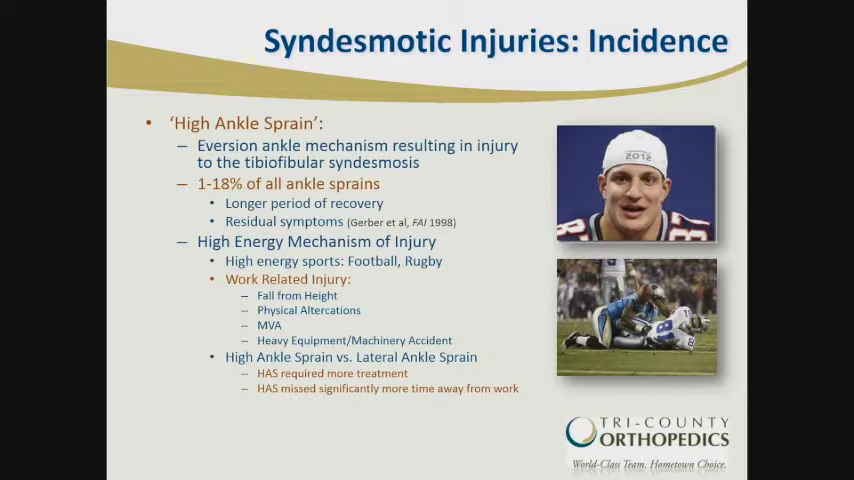 Syndesmotic Injuries: Incidence
• ‘High Ankle Sprain’:
– Eversion ankle mechanism resulting in injury
to the tibiofibular syndesmosis
– 1-18% of all ankle sprains
• Longer period of recovery
• Residual symptoms (Gerber et al, FAI 1998)
– High Energy Mechanism of Injury
• High energy sports: Football, Rugby
• Work Related Injury:
– Fall from Height
– Physical Altercations
– MVA
– Heavy Equipment/Machinery Accident
• High Ankle Sprain vs. Lateral Ankle Sprain
– HAS required more treatment
– HAS missed significantly more time away from work
2012
8
37
81
TRI-COUNTY
ORTHOPEDICS
World-Class Team. Hometown Choice.